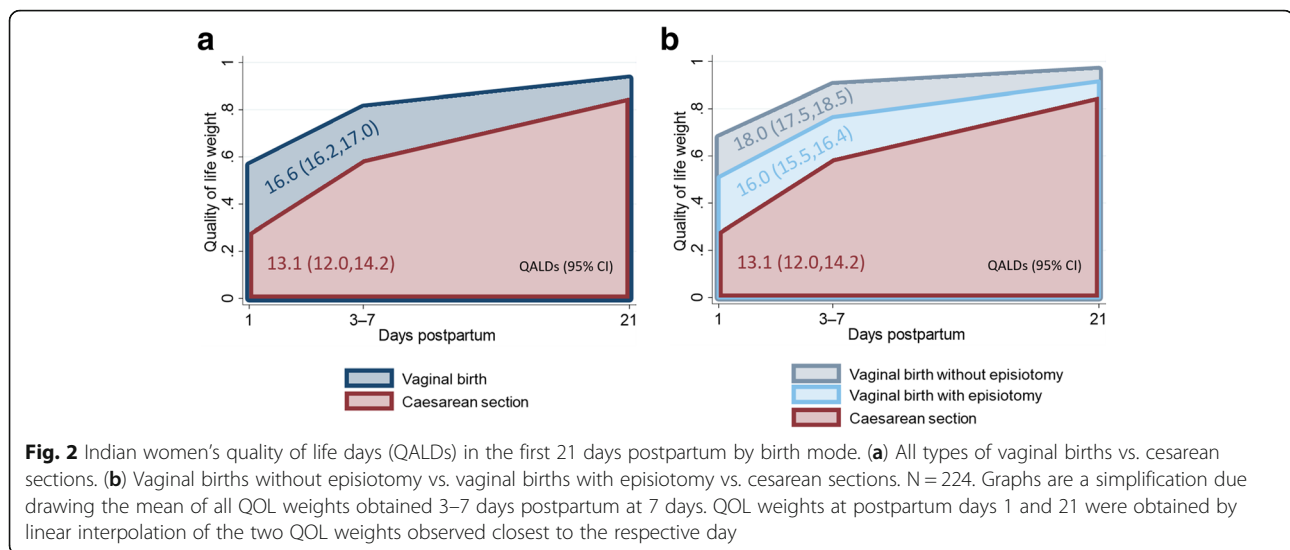 a
b
1
.8
.6
.4
.2
0
Quality of life weight
16.6 (16.2,17.0)
13.1 (12.0,14.2)
QALDs (95% CI)
1
3–7
21
Days postpartum
Vaginal birth
Caesarean section
1
.8
.6
.4
.2
0
Quality of life weight
18.0 (17.5,18.5)
16.0 (15.5,16.4)
13.1 (12.0,14.2)
QALDs (95% CI)
1
3–7
21
Days postpartum
Vaginal birth without episiotomy
Vaginal birth with episiotomy
Caesarean section
Fig. 2 Indian women's quality of life days (QALDs) in the first 21 days postpartum by birth mode. (a) All types of vaginal births vs. cesarean
sections. (b) Vaginal births without episiotomy vs. vaginal births with episiotomy vs. cesarean sections. N = 224. Graphs are a simplification due
drawing the mean of all QOL weights obtained 3–7 days postpartum at 7 days. QOL weights at postpartum days 1 and 21 were obtained by
linear interpolation of the two QOL weights observed closest to the respective day